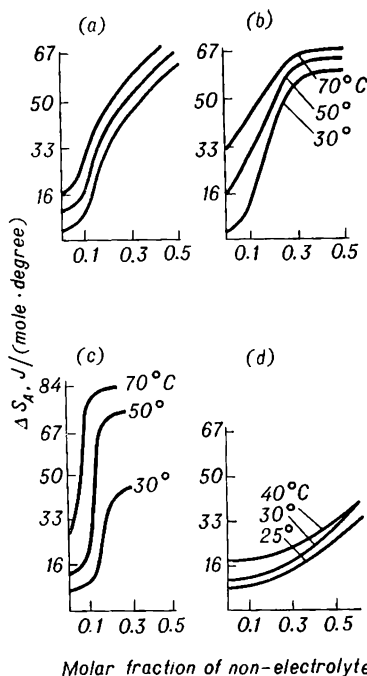 (a)
(b)
67
50
33
16
0.1 0.3 0.5
67
50
33
16
70°C
50°
30°
0.1 0.3 0.5
ΔS_A, J/(mole·degree)
(c)
(d)
84
67
50
33
16
70°C
50°
30°
0.1 0.3 0.5
67
50
33
16
40°C
30°
25°
0.1 0.3 0.5
Molar fraction of non-electrolyte